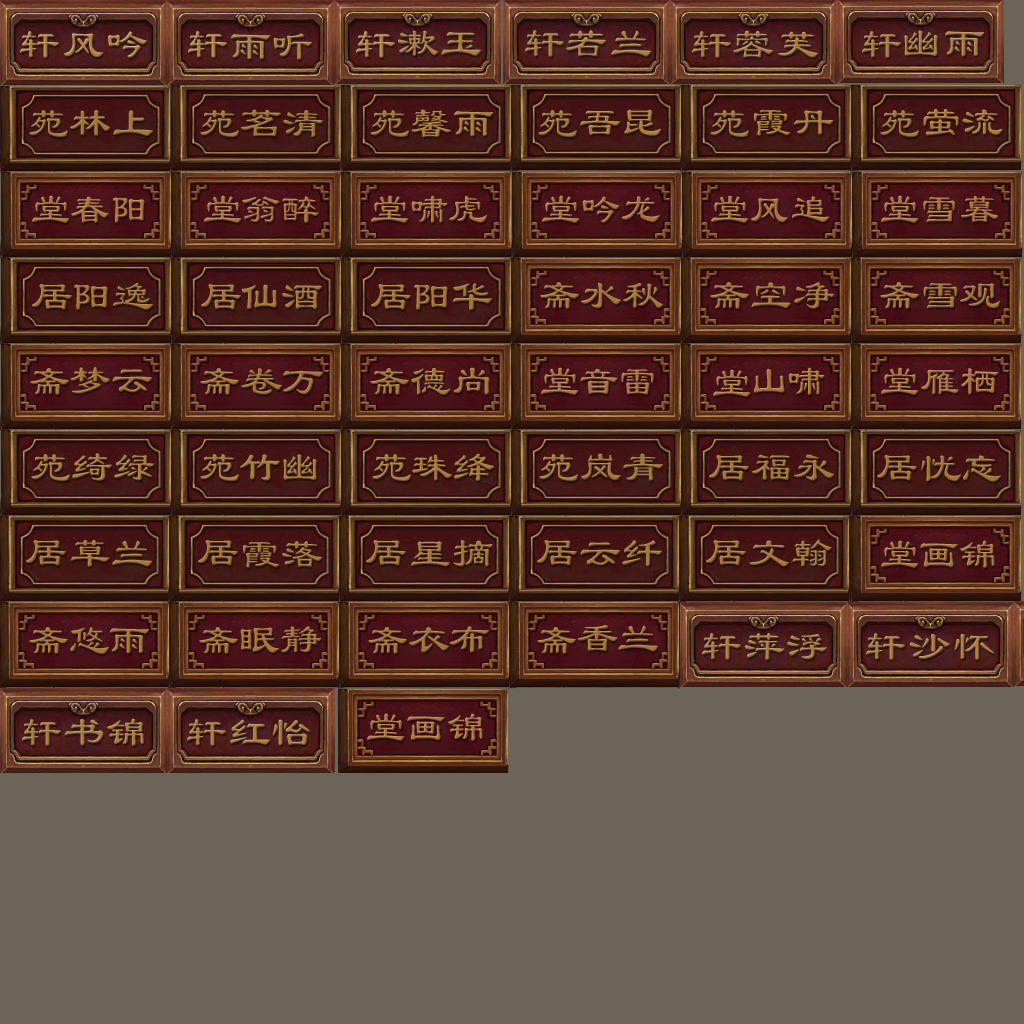 吟风轩
听雨轩
玉漱轩
兰若轩
芙蓉轩
雨幽轩
上林苑
清茗苑
雨馨苑
昆吾苑
丹霞苑
流萤苑
阳春堂
醉翁堂
虎啸堂
龙吟堂
追风堂
暮雪堂
逸阳居
酒仙居
华阳居
秋水斋
净空斋
观雪斋
云梦斋
万卷斋
尚德斋
雷音堂
啸山堂
栖雁堂
绿绮苑
幽竹苑
绛珠苑
青岚苑
永福居
忘忧居
兰草居
落霞居
摘星居
纤云居
翰文居
锦画堂
雨悠斋
静眠斋
布衣斋
兰香斋
浮萍轩
怀沙轩
锦书轩
怡红轩
锦画堂